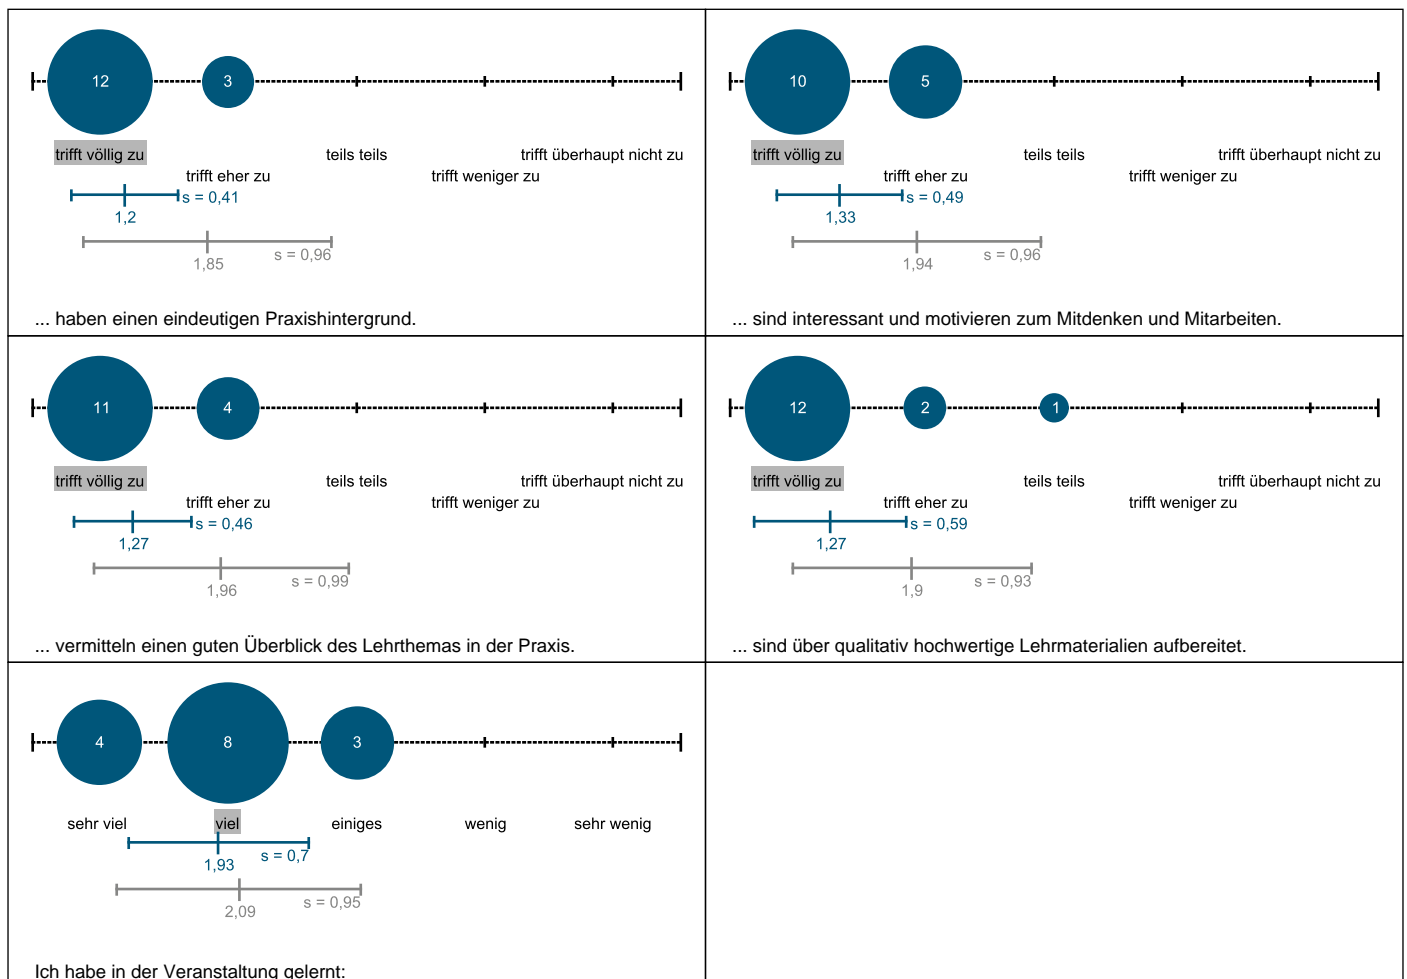 12 3
trifft völlig zu teils teils trifft überhaupt nicht zu
trifft eher zu trifft weniger zu
s = 0,41
1,2
s = 0,96
1,85
... haben einen eindeutigen Praxishintergrund.
10 5
trifft völlig zu teils teils trifft überhaupt nicht zu
trifft eher zu trifft weniger zu
s = 0,49
1,33
s = 0,96
1,94
... sind interessant und motivieren zum Mitdenken und Mitarbeiten.
11 4
trifft völlig zu teils teils trifft überhaupt nicht zu
trifft eher zu trifft weniger zu
s = 0,46
1,27
s = 0,99
1,96
... vermitteln einen guten Überblick des Lehrthemas in der Praxis.
12 2 1
trifft völlig zu teils teils trifft überhaupt nicht zu
trifft eher zu trifft weniger zu
s = 0,59
1,27
s = 0,93
1,9
... sind über qualitativ hochwertige Lehrmaterialien aufbereitet.
4 8 3
sehr viel viel einiges wenig sehr wenig
s = 0,7
1,93
s = 0,95
2,09
Ich habe in der Veranstaltung gelernt: